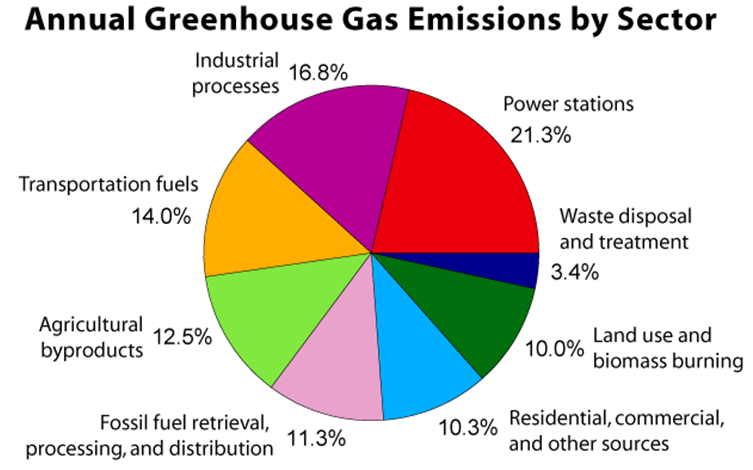 Annual Greenhouse Gas Emissions by Sector
Industrial
processes
16.8%
Power stations
21.3%
Transportation fuels
14.0%
Waste disposal
and treatment
3.4%
Agricultural
byproducts
12.5%
Land use and
biomass burning
10.0%
Fossil fuel retrieval,
processing, and distribution
11.3%
Residential, commercial,
and other sources
10.3%